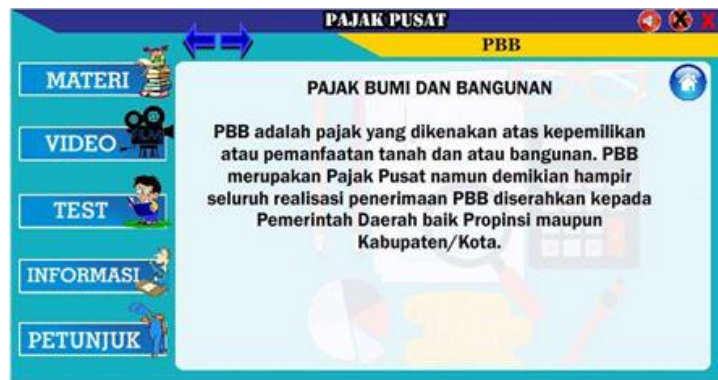 PAJAK PUSAT
PBB
MATERI
VIDEO
TEST
INFORMASI
PETUNJUK
PAJAK BUMI DAN BANGUNAN
PBB adalah pajak yang dikenakan atas kepemilikan
atau pemanfaatan tanah dan atau bangunan. PBB
merupakan Pajak Pusat namun demikian hampir
seluruh realisasi penerimaan PBB diserahkan kepada
Pemerintah Daerah baik Propinsi maupun
Kabupaten/Kota.